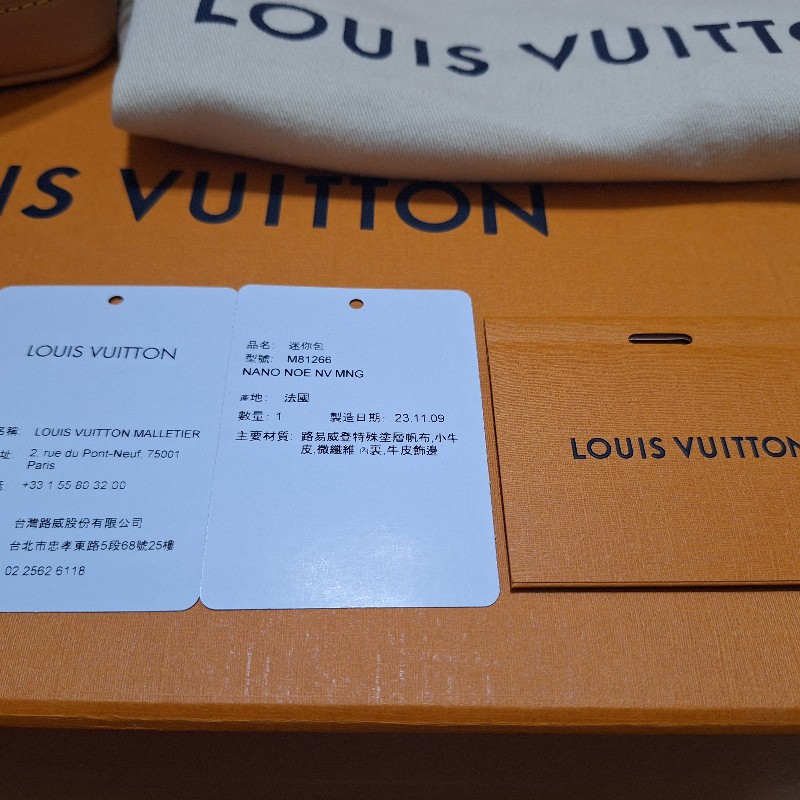 LOUIS VUITT
IS VUITTON
LOUIS VUITTON
名稱: LOUIS VUITTON MALLETIER
址: 2, rue du Pont-Neuf, 75001
Paris
+33 1 55 80 32 00
台灣路威股份有限公司
台北市忠孝東路5段68號25樓
02 2562 6118
品名: 迷你包
型號: M81266
NANO NOE NV MNG
產地: 法國
數量: 1 製造日期: 23.11.09
主要材質: 路易威登特殊塗層帆布,小牛
皮,微纖維內裏,牛皮飾邊
LOUIS VUITTON